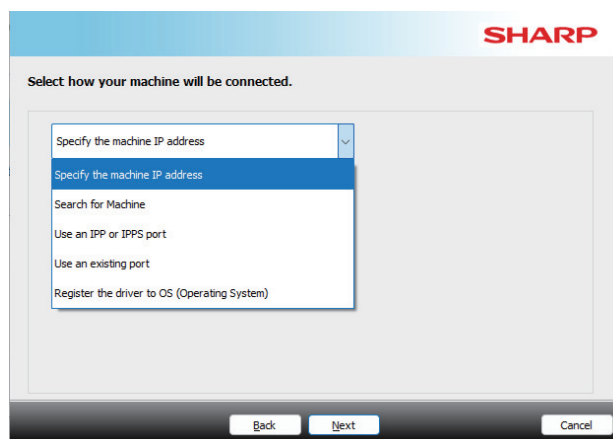 SHARP
Select how your machine will be connected.
Specify the machine IP address
Specify the machine IP address
Search for Machine
Use an IPP or IPPS port
Use an existing port
Register the driver to OS (Operating System)
Back Next Cancel